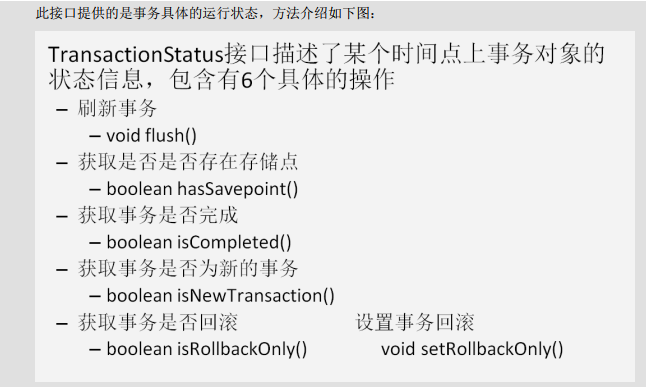 此接口提供的是事务具体的运行状态，方法介绍如下图：
TransactionStatus接口描述了某个时间点上事务对象的
状态信息，包含有6个具体的操作
– 刷新事务
– void flush()
– 获取是否是否存在存储点
– boolean hasSavepoint()
– 获取事务是否完成
– boolean isCompleted()
– 获取事务是否为新的事务
– boolean isNewTransaction()
– 获取事务是否回滚 设置事务回滚
– boolean isRollbackOnly() void setRollbackOnly()